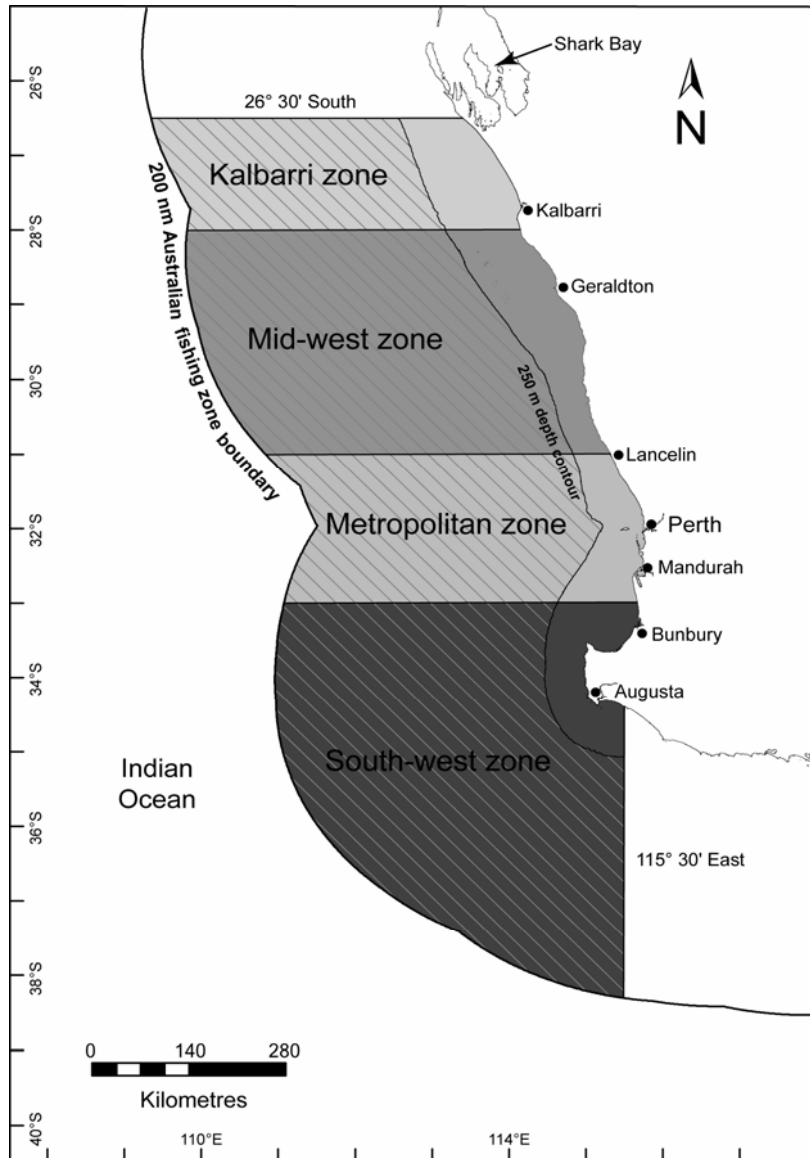 Shark Bay
26°S
26° 30' South
N
Kalbarri zone
Kalbarri
200 nm Australian fishing zone boundary
28°S
Geraldton
Mid-west zone
30°S
250 m depth contour
Lancelin
Metropolitan zone
Perth
32°S
Mandurah
Bunbury
34°S
Augusta
South-west zone
Indian
Ocean
36°S
115° 30' East
38°S
0 140 280
Kilometres
40°S
110°E 114°E